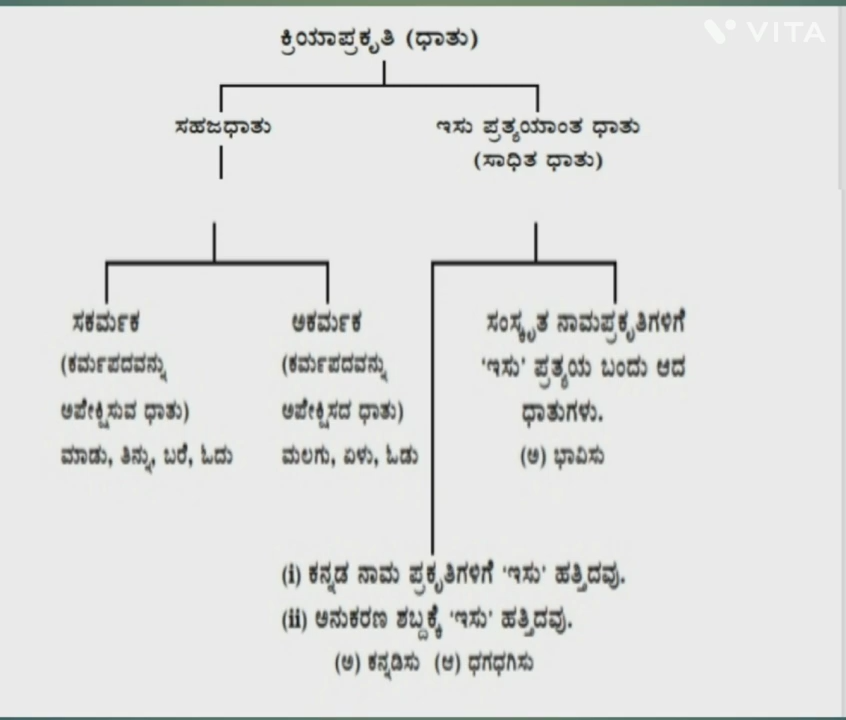 ಕ್ರಿಯಾಪ್ರಕೃತಿ (ಧಾತು)
VITA
ಸಹಜಧಾತು
ಇಸು ಪ್ರತ್ಯಯಾಂತ ಧಾತು
(ಸಾಧಿತ ಧಾತು)
ಸಕರ್ಮಕ
(ಕರ್ಮಪದವನ್ನು
ಅಪೇಕ್ಷಿಸುವ ಧಾತು)
ಮಾಡು, ತಿನ್ನು, ಬರೆ, ಓದು
ಅಕರ್ಮಕ
(ಕರ್ಮಪದವನ್ನು
ಅಪೇಕ್ಷಿಸದ ಧಾತು)
ಮಲಗು, ಏಳು, ಓಡು
ಸಂಸ್ಕೃತ ನಾಮಪ್ರಕೃತಿಗಳಿಗೆ
'ಇಸು' ಪ್ರತ್ಯಯ ಬಂದು ಆದ
ಧಾತುಗಳು.
(ಅ) ಭಾವಿಸು
(i) ಕನ್ನಡ ನಾಮ ಪ್ರಕೃತಿಗಳಿಗೆ 'ಇಸು' ಹತ್ತಿದವು.
(ii) ಅನುಕರಣ ಶಬ್ದಕ್ಕೆ 'ಇಸು' ಹತ್ತಿದವು.
(ಅ) ಕನ್ನಡಿಸು (ಆ) ಧಗಧಗಿಸು